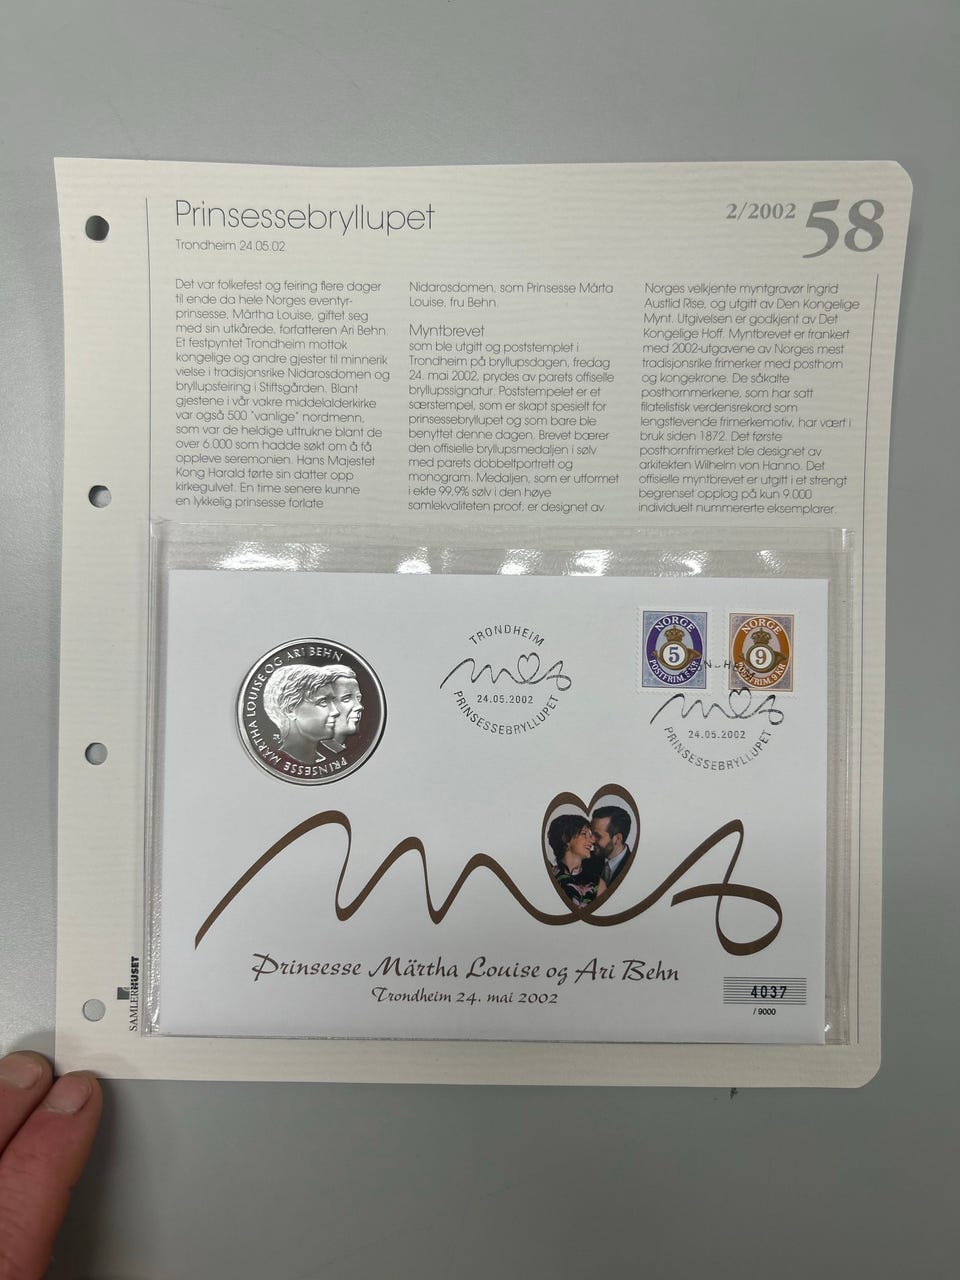 Prinsessebryllupet
Trondheim 24.05.02
2/2002 58
Det var folkefest og feiring flere dager
til ende da hele Norges eventyr-
prinsesse, Märtha Louise, giftet seg
med sin utkårede, forfatteren Ari Behn.
Et festpyntet Trondheim mottok
kongelige og andre gjester til minnerik
vielse i tradisjonsrike Nidarosdomen og
bryllupsfeiring i Stiftsgården. Blant
gjestene i vår vakre middelalderkirke
var også 500 "vanlige" nordmenn,
som var de heldige uttrukne blant de
over 6.000 som hadde søkt om å få
oppleve seremonien. Hans Majestet
Kong Harald førte sin datter opp
kirkegulvet. En time senere kunne
en lykkelig prinsesse forlate
Nidarosdomen, som Prinsesse Märta
Louise, fru Behn.
Myntbrevet
som ble utgitt og poststemplet i
Trondheim på bryllupsdagen, fredag
24. mai 2002, prydes av parets offisielle
bryllupssignatur. Poststempelet er et
særstempel, som er skapt spesielt for
prinsessebryllupet og som bare ble
benyttet denne dagen. Brevet bærer
den offisielle bryllupsmedaljen i sølv
med parets dobbeltportrett og
monogram. Medaljen, som er utformet
i ekte 99,9% sølv i den høye
samlekvaliteten proof, er designet av
Norges velkjente myntgravør Ingrid
Austlid Rise, og utgitt av Den Kongelige
Mynt. Utgivelsen er godkjent av Det
Kongelige Hoff. Myntbrevet er frankert
med 2002-utgavene av Norges mest
tradisjonsrike frimerker med posthorn
og kongekrone. De såkalte
posthornmerkene, som har satt
filatelistisk verdensrekord som
lengstlevende frimerkemotiv, har vært i
bruk siden 1872. Det første
posthornfrimerket ble designet av
arkitekten Wilhelm von Hanno. Det
offisielle myntbrevet er utgitt i et strengt
begrenset opplag på kun 9.000
individuelt nummererte eksemplarer.
PRINSESSE MÄRTHA LOUISE OG ARI BEHN
TRONDHEIM
24.05.2002
PRINSESSEBRYLLUPET
NORGE
5
POSTFRIM. 5 KR
NORGE
9
POSTFRIM. 9 KR
24.05.2002
PRINSESSEBRYLLUPET
Prinsesse Märtha Louise og Ari Behn
Trondheim 24. mai 2002
4037
/ 9000
SAMLERHUSET